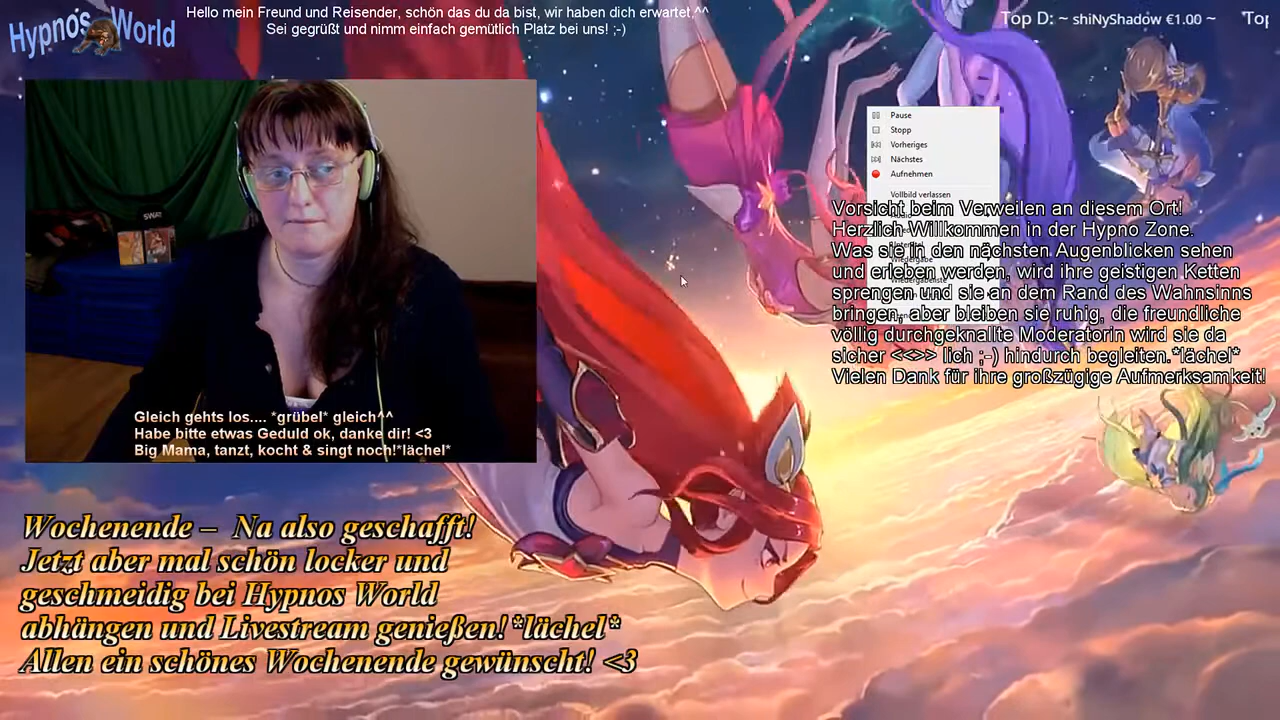 Hypnos World
Hello mein Freund und Reisender, schön das du da bist, wir haben dich erwartet.^^
Sei gegrüßt und nimm einfach gemütlich Platz bei uns! ;-)
Top D: ~ shiNyShadow €1.00 ~
Pause
Stopp
Vorheriges
Nächstes
Aufnehmen
Vollbild verlassen
Vorsicht beim Verweilen an diesem Ort!
Herzlich Willkommen in der Hypno Zone.
Was sie in den nächsten Augenblicken sehen
und erleben werden, wird ihre geistigen Ketten
sprengen und sie an dem Rand des Wahnsinns
bringen, aber bleiben sie ruhig, die freundliche
völlig durchgeknallte Moderatorin wird sie da
sicher <<>> lich ;-) hindurch begleiten.*lächel*
Vielen Dank für ihre großzügige Aufmerksamkeit!
Wiedergabe
Wiedergabeliste
SWAT
Gleich gehts los.... *grübel* gleich^^
Habe bitte etwas Geduld ok, danke dir! <3
Big Mama, tanzt, kocht & singt noch!*lächel*
Wochenende – Na also geschafft!
Jetzt aber mal schön locker und
geschmeidig bei Hypnos World
abhängen und Livestream genießen! *lächel*
Allen ein schönes Wochenende gewünscht! <3